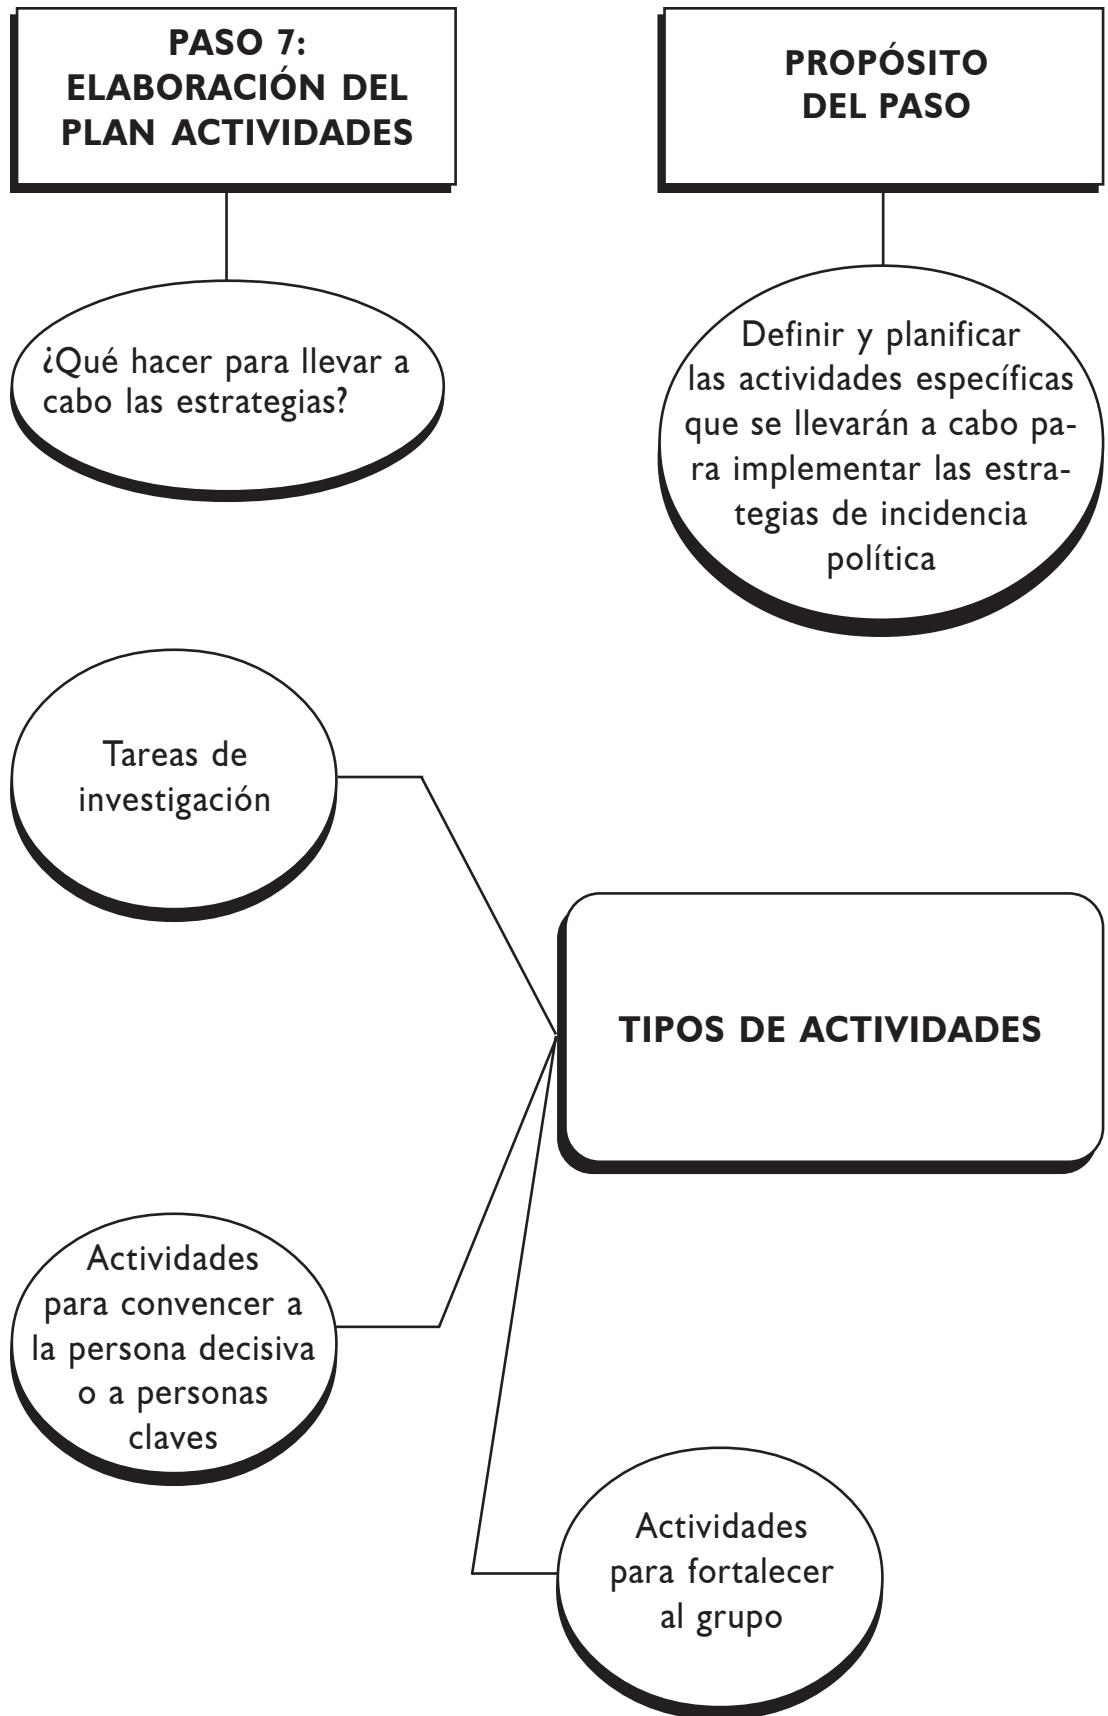 PASO 7:
ELABORACIÓN DEL
PLAN ACTIVIDADES
PROPÓSITO
DEL PASO
¿Qué hacer para llevar a
cabo las estrategias?
Definir y planificar
las actividades específicas
que se llevarán a cabo pa-
ra implementar las estra-
tegias de incidencia
política
Tareas de
investigación
TIPOS DE ACTIVIDADES
Actividades
para convencer a
la persona decisiva
o a personas
claves
Actividades
para fortalecer
al grupo